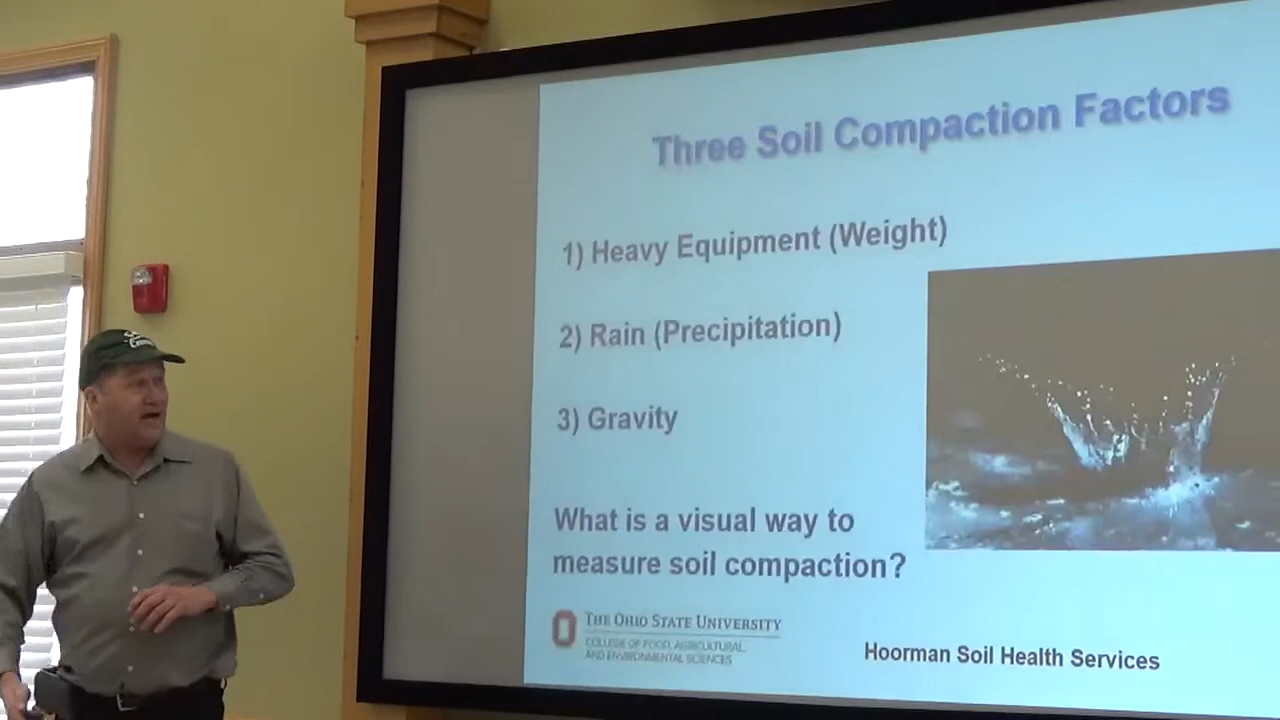 Three Soil Compaction Factors
1) Heavy Equipment (Weight)
2) Rain (Precipitation)
3) Gravity
What is a visual way to
measure soil compaction?
THE OHIO STATE UNIVERSITY
COLLEGE OF FOOD, AGRICULTURAL,
AND ENVIRONMENTAL SCIENCES
Hoorman Soil Health Services